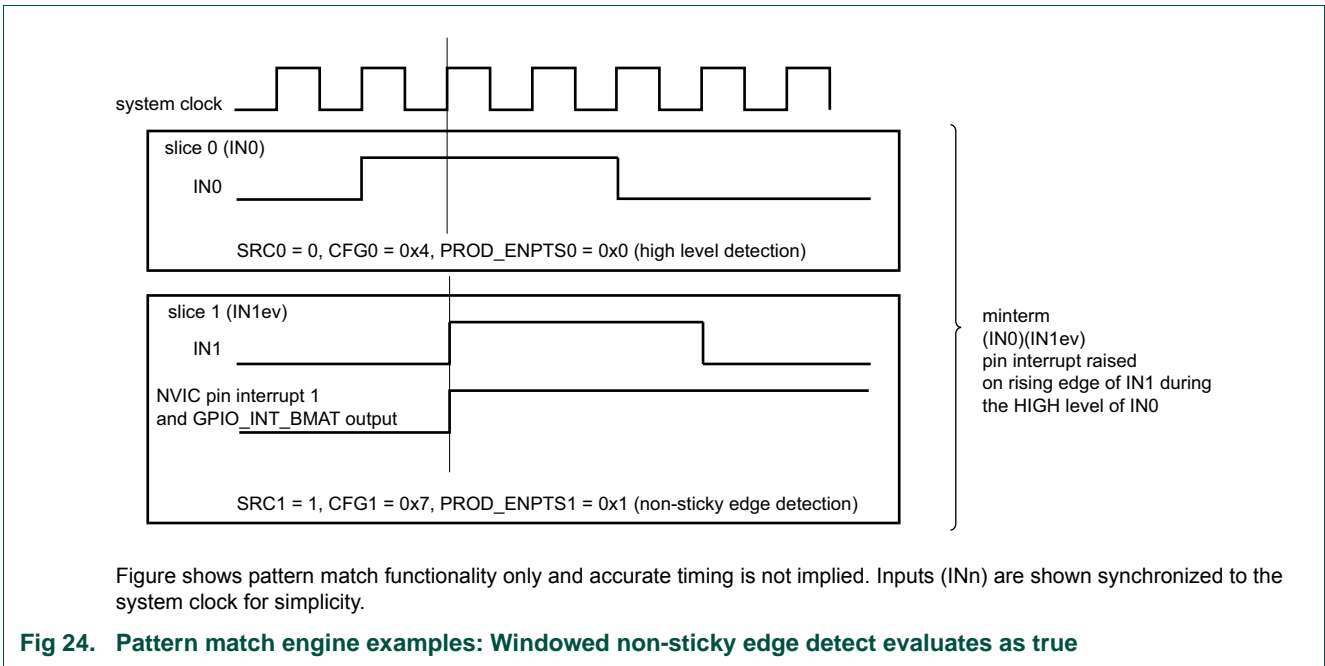 system clock
slice 0 (IN0)
IN0
SRC0 = 0, CFG0 = 0x4, PROD_ENPTS0 = 0x0 (high level detection)
slice 1 (IN1ev)
IN1
NVIC pin interrupt 1
and GPIO_INT_BMAT output
SRC1 = 1, CFG1 = 0x7, PROD_ENPTS1 = 0x1 (non-sticky edge detection)
minterm
(IN0)(IN1ev)
pin interrupt raised
on rising edge of IN1 during
the HIGH level of IN0
Figure shows pattern match functionality only and accurate timing is not implied. Inputs (INn) are shown synchronized to the
system clock for simplicity.
Fig 24. Pattern match engine examples: Windowed non-sticky edge detect evaluates as true